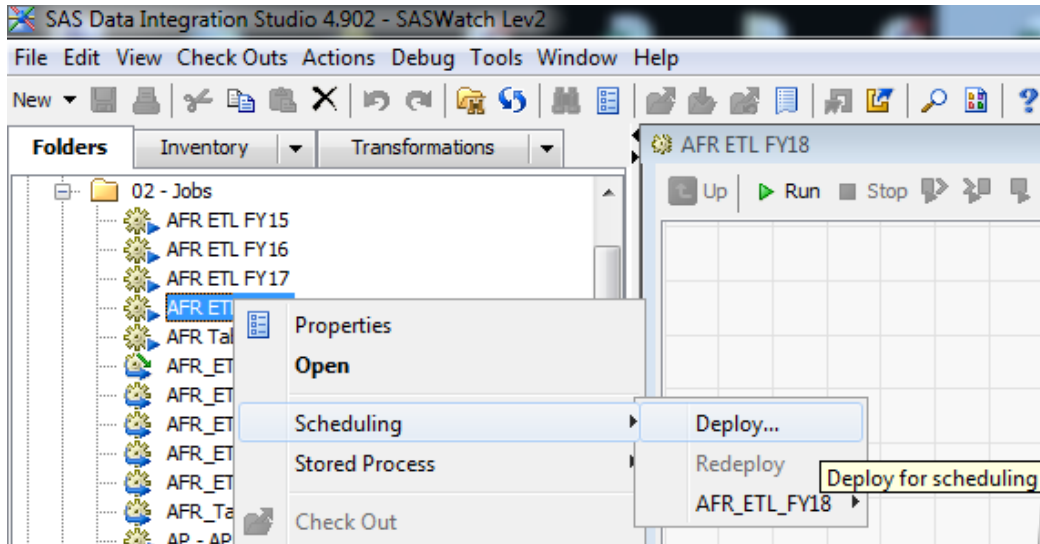 SAS Data Integration Studio 4.902 - SASWatch Lev2
File Edit View Check Outs Actions Debug Tools Window Help
New
Folders Inventory Transformations
AFR ETL FY18
Up Run Stop
02 - Jobs
AFR ETL FY15
AFR ETL FY16
AFR ETL FY17
AFR ETL
AFR Tab
AFR_ET
AFR_ET
AFR_ET
AFR_ET
AFR_ET
AFR_Ta
AP - AP
Properties
Open
Scheduling
Stored Process
Check Out
Deploy...
Redeploy
AFR_ETL_FY18
Deploy for scheduling